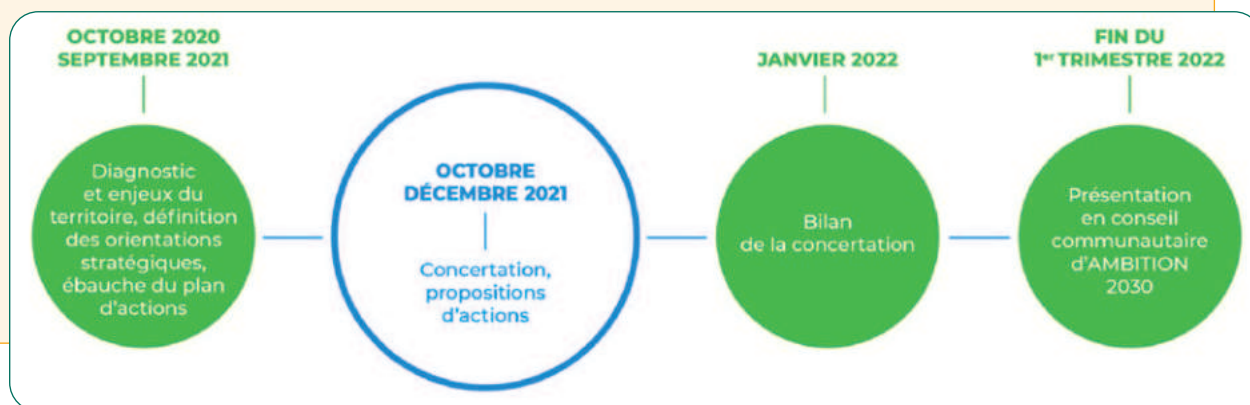 OCTOBRE 2020
SEPTEMBRE 2021
Diagnostic
et enjeux du
territoire, définition
des orientations
stratégiques,
ébauche du plan
d'actions
OCTOBRE
DÉCEMBRE 2021
Concertation,
propositions
d'actions
JANVIER 2022
Bilan
de la concertation
FIN DU
1er TRIMESTRE 2022
Présentation
en conseil
communautaire
d'AMBITION
2030